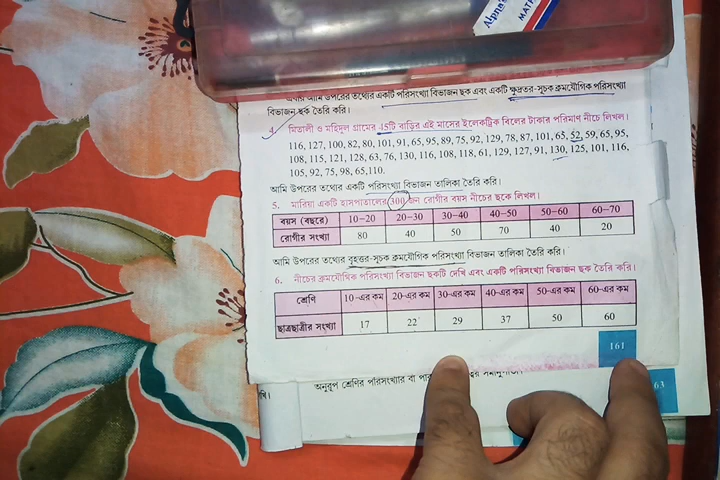 Alpha
MAT
এবার আমি উপরের তথ্যের একটি পরিসংখ্যা বিভাজন ছক এবং একটি ক্ষুদ্রতর-সূচক ক্রমযৌগিক পরিসংখ্যা
বিভাজন ছক তৈরি করি।
4. মিতালী ও মহিদুল গ্রামের 45টি বাড়ির এই মাসের ইলেকট্রিক বিলের টাকার পরিমাণ নীচে লিখল।
116, 127, 100, 82, 80, 101, 91, 65, 95, 89, 75, 92, 129, 78, 87, 101, 65, 52, 59, 65, 95,
108, 115, 121, 128, 63, 76, 130, 116, 108, 118, 61, 129, 127, 91, 130, 125, 101, 116,
105, 92, 75, 98, 65, 110.
আমি উপরের তথ্যের একটি পরিসংখ্যা বিভাজন তালিকা তৈরি করি।
5. মারিয়া একটি হাসপাতালের 300 জন রোগীর বয়স নীচের ছকে লিখল।
বয়স (বছরে) 10–20 20–30 30–40 40–50 50–60 60–70
রোগীর সংখ্যা 80 40 50 70 40 20
আমি উপরের তথ্যের বৃহত্তর-সূচক ক্রমযৌগিক পরিসংখ্যা বিভাজন তালিকা তৈরি করি।
6. নীচের ক্রমযৌগিক পরিসংখ্যা বিভাজন ছকটি দেখি এবং একটি পরিসংখ্যা বিভাজন ছক তৈরি করি।
শ্রেণি 10-এর কম 20-এর কম 30-এর কম 40-এর কম 50-এর কম 60-এর কম
ছাত্রছাত্রীর সংখ্যা 17 22 29 37 50 60
161
অনুরূপ শ্রেণির পরিসংখ্যার বা
63